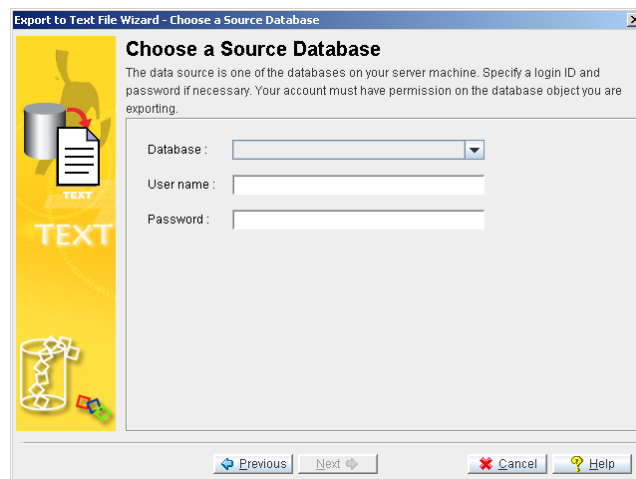 Export to Text File Wizard - Choose a Source Database
Choose a Source Database
The data source is one of the databases on your server machine. Specify a login ID and
password if necessary. Your account must have permission on the database object you are
exporting.
Database :
User name :
Password :
TEXT
TEXT
Previous
Next
Cancel
Help